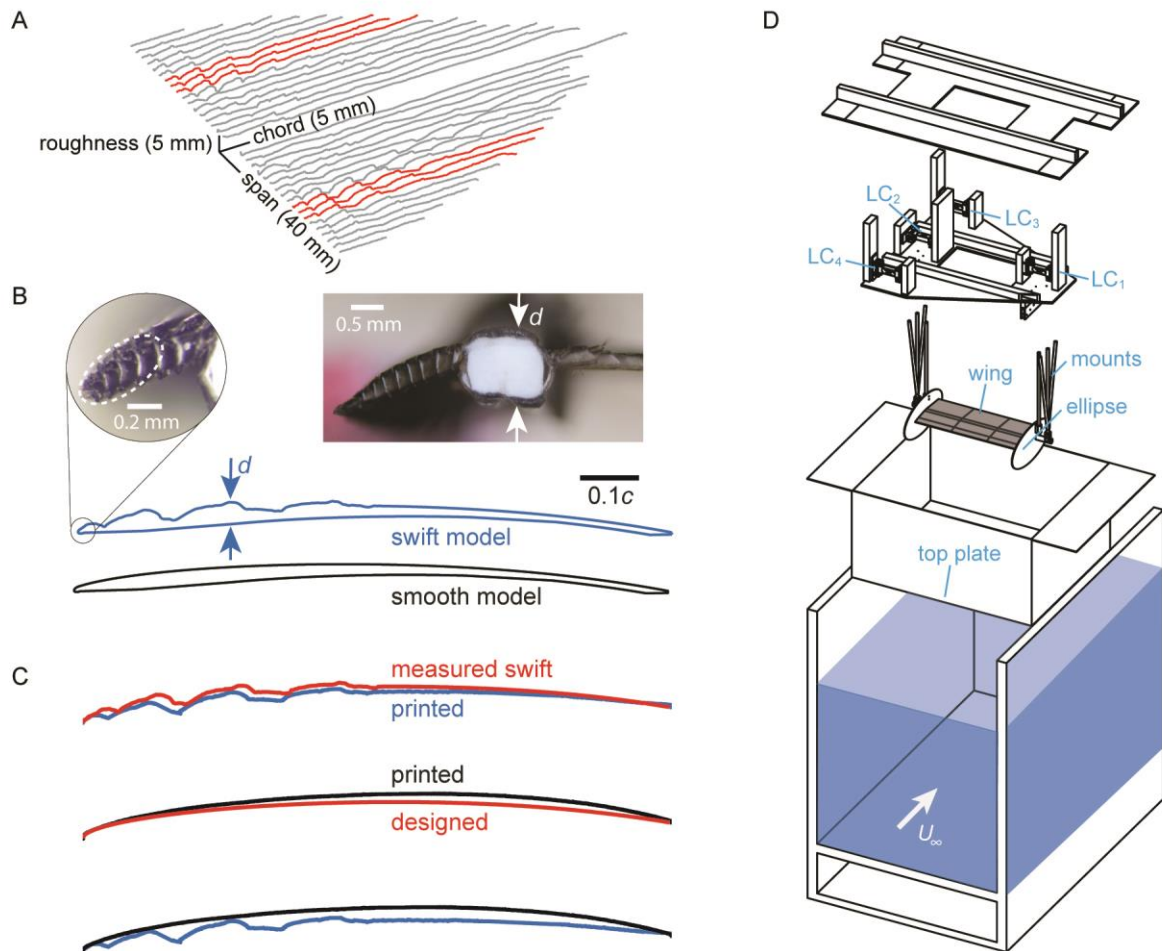 A
roughness (5 mm)
chord (5 mm)
span (40 mm)
B
0.2 mm
0.5 mm
d
d
0.1c
swift model
smooth model
C
measured swift
printed
printed
designed
D
LC2
LC3
LC4
LC1
mounts
wing
ellipse
top plate
U∞